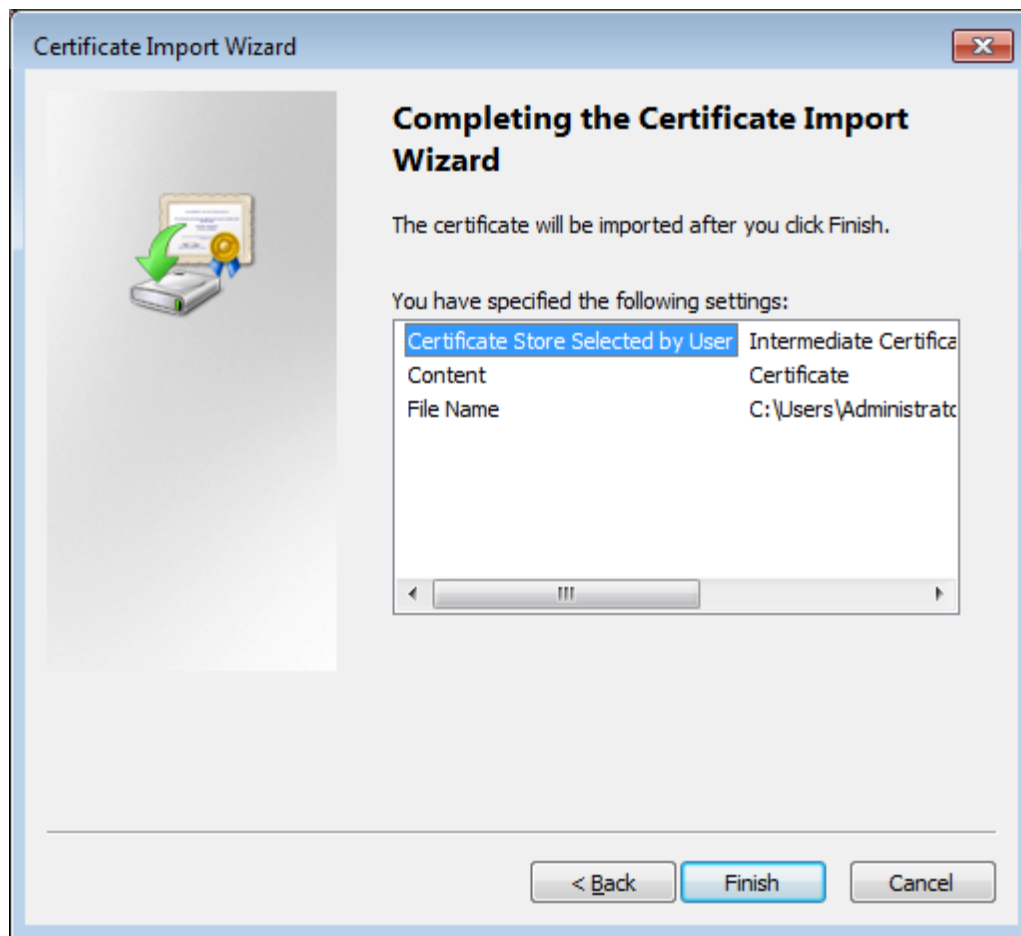 Certificate Import Wizard
Completing the Certificate Import
Wizard
The certificate will be imported after you click Finish.
You have specified the following settings:
Certificate Store Selected by User Intermediate Certifica
Content Certificate
File Name C:\Users\Administratc
< Back Finish Cancel